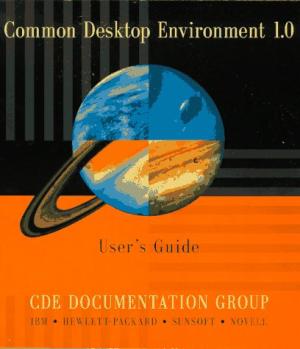 Common Desktop Environment 1.0
User's Guide
CDE DOCUMENTATION GROUP
IBM • HEWLETT-PACKARD • SUNSOFT • NOVELL